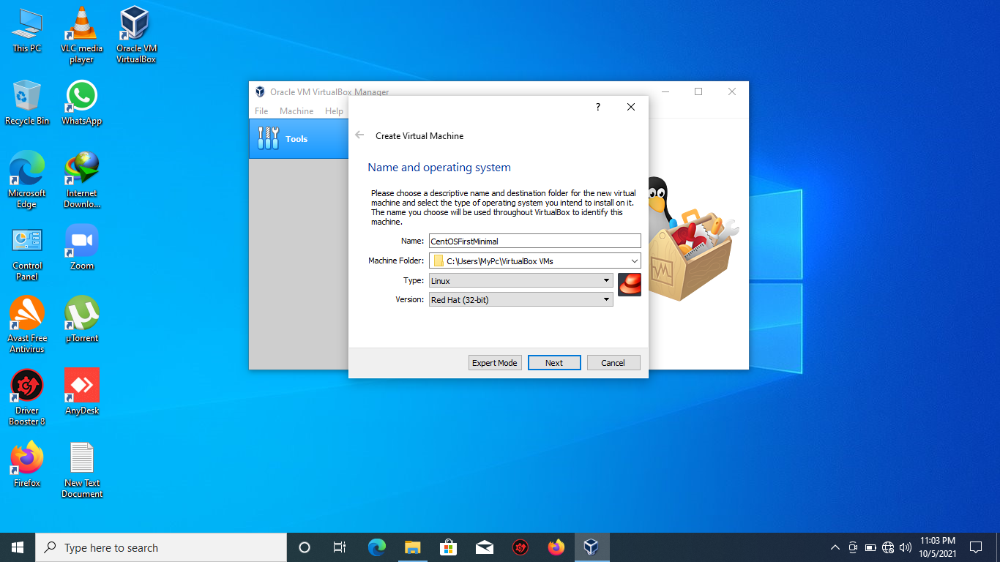 This PC
VLC media
player
Oracle VM
VirtualBox
Recycle Bin
WhatsApp
Microsoft
Edge
Internet
Downlo...
Control
Panel
Zoom
Avast Free
Antivirus
µTorrent
Driver
Booster 8
AnyDesk
Firefox
New Text
Document
Oracle VM VirtualBox Manager
File Machine Help
Tools
?
Create Virtual Machine
Name and operating system
Please choose a descriptive name and destination folder for the new virtual
machine and select the type of operating system you intend to install on it.
The name you choose will be used throughout VirtualBox to identify this
machine.
Name: CentOSFirstMinimal
Machine Folder: C:\Users\MyPc\VirtualBox VMs
Type: Linux
Version: Red Hat (32-bit)
Expert Mode Next Cancel
Type here to search
11:03 PM
10/5/2021